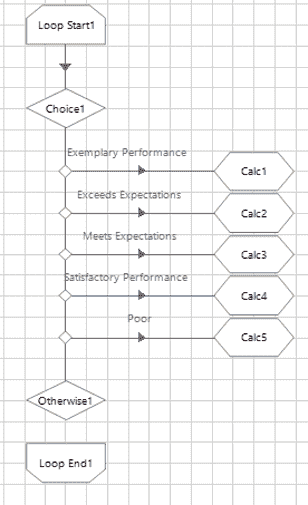 Loop Start1
Choice1
Exemplary Performance
Calc1
Exceeds Expectations
Calc2
Meets Expectations
Calc3
Satisfactory Performance
Calc4
Poor
Calc5
Otherwise1
Loop End1